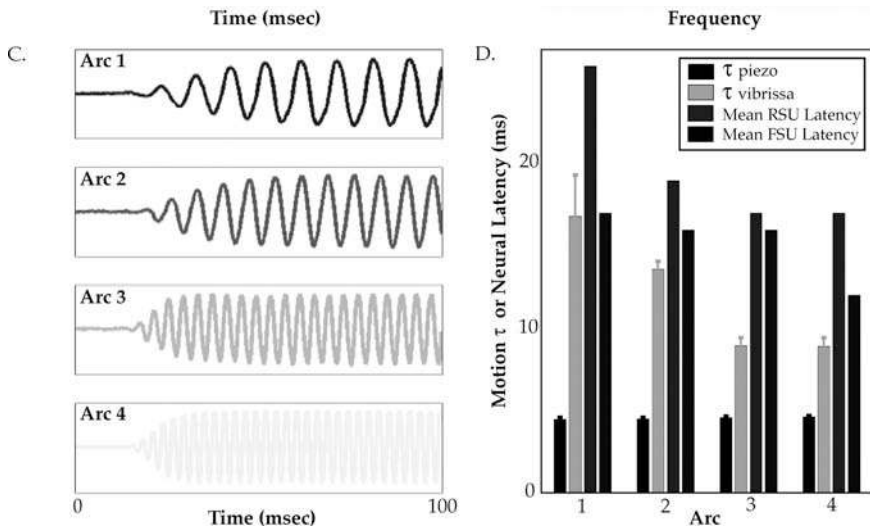 Time (msec)
Frequency
C.
Arc 1
Arc 2
Arc 3
Arc 4
0
100
Time (msec)
D.
τ piezo
τ vibrissa
Mean RSU Latency
Mean FSU Latency
Motion τ or Neural Latency (ms)
20
10
0
1 2 3 4
Arc